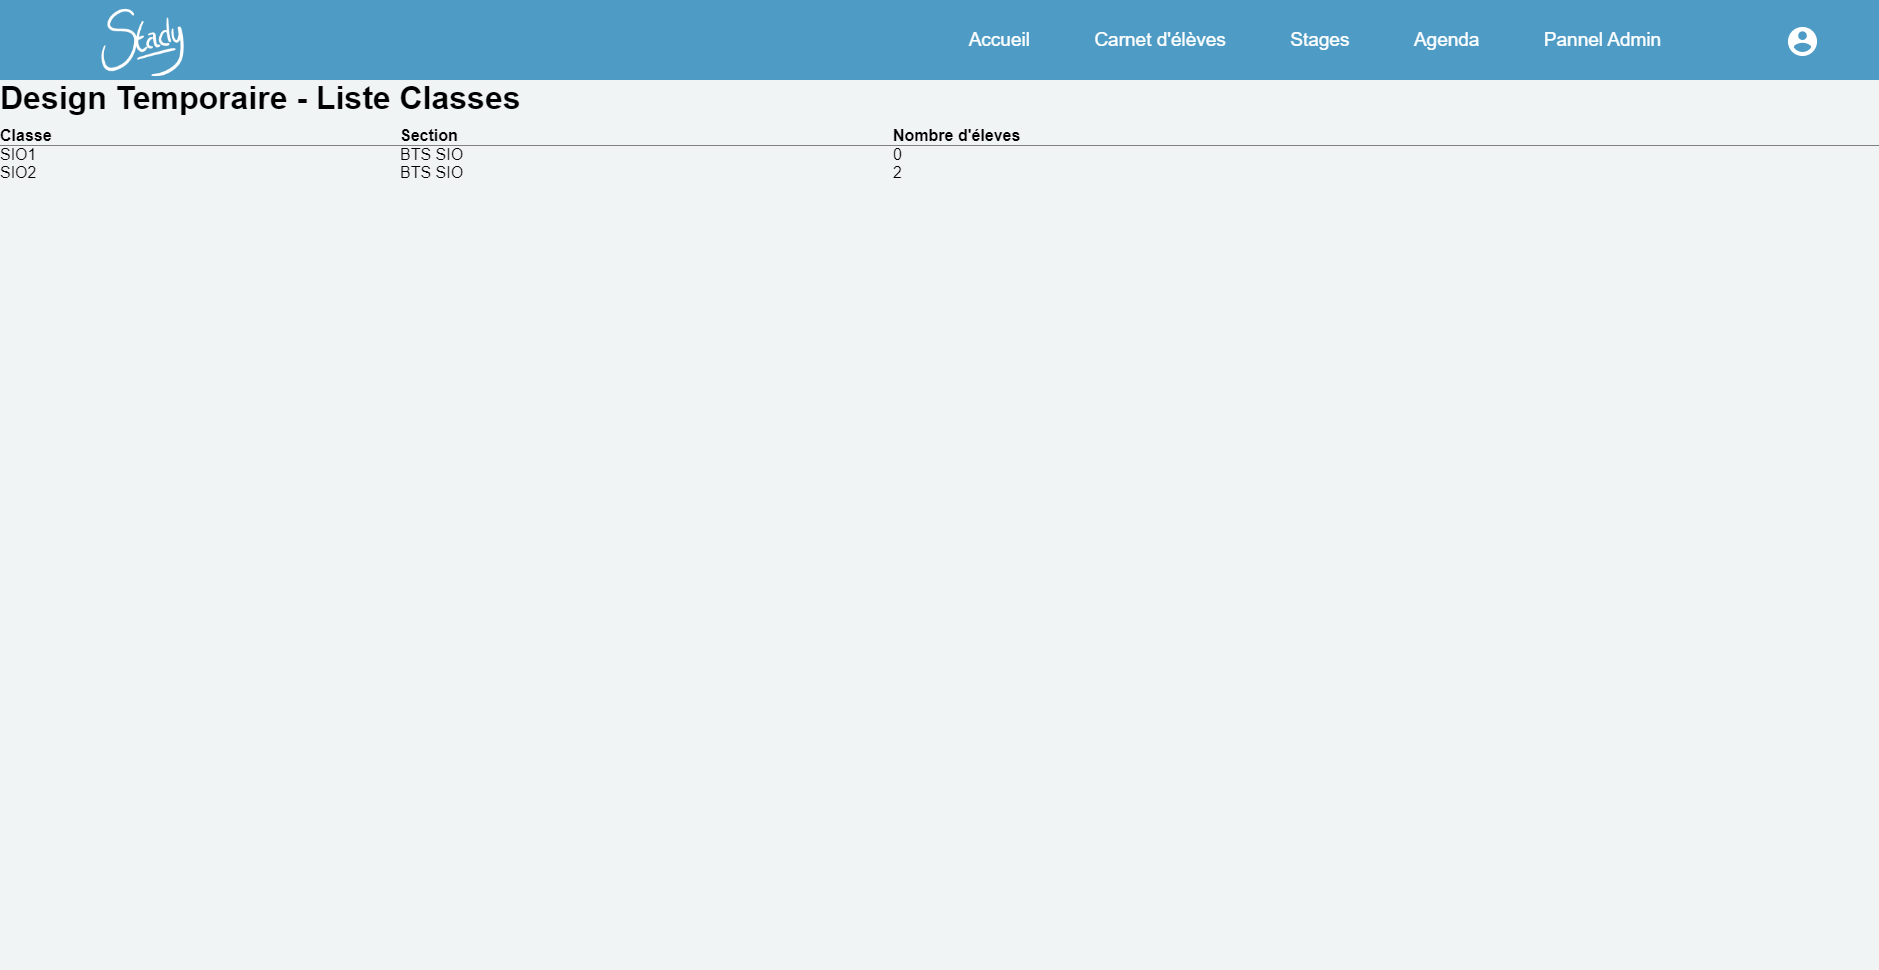 Stady
Accueil Carnet d'élèves Stages Agenda Pannel Admin
Design Temporaire - Liste Classes
Classe Section Nombre d'éleves
SIO1 BTS SIO 0
SIO2 BTS SIO 2